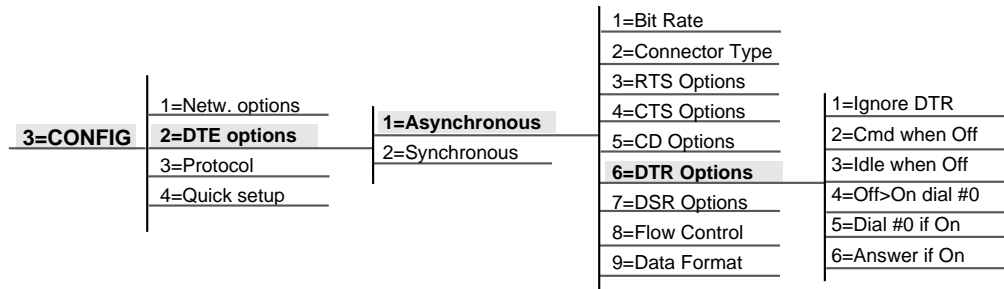 3=CONFIG
1=Netw. options
2=DTE options
3=Protocol
4=Quick setup
1=Asynchronous
2=Synchronous
1=Bit Rate
2=Connector Type
3=RTS Options
4=CTS Options
5=CD Options
6=DTR Options
7=DSR Options
8=Flow Control
9=Data Format
1=Ignore DTR
2=Cmd when Off
3=Idle when Off
4=Off>On dial #0
5=Dial #0 if On
6=Answer if On